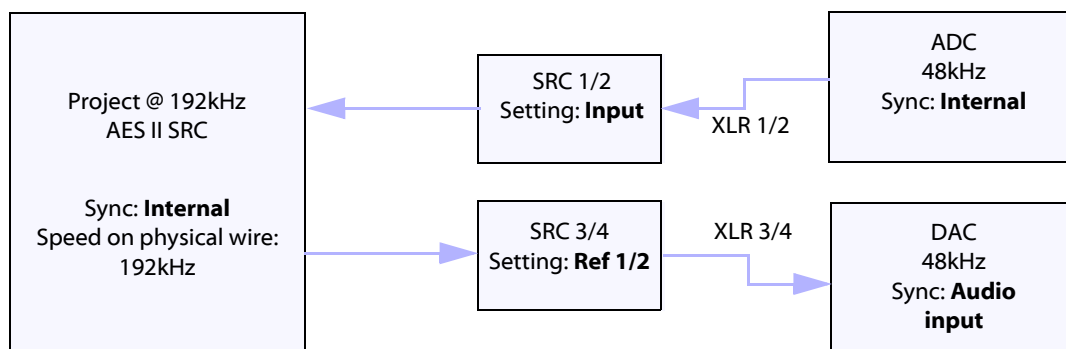 Project @ 192kHz
AES II SRC
Sync: Internal
Speed on physical wire:
192kHz
SRC 1/2
Setting: Input
XLR 1/2
ADC
48kHz
Sync: Internal
SRC 3/4
Setting: Ref 1/2
XLR 3/4
DAC
48kHz
Sync: Audio
input